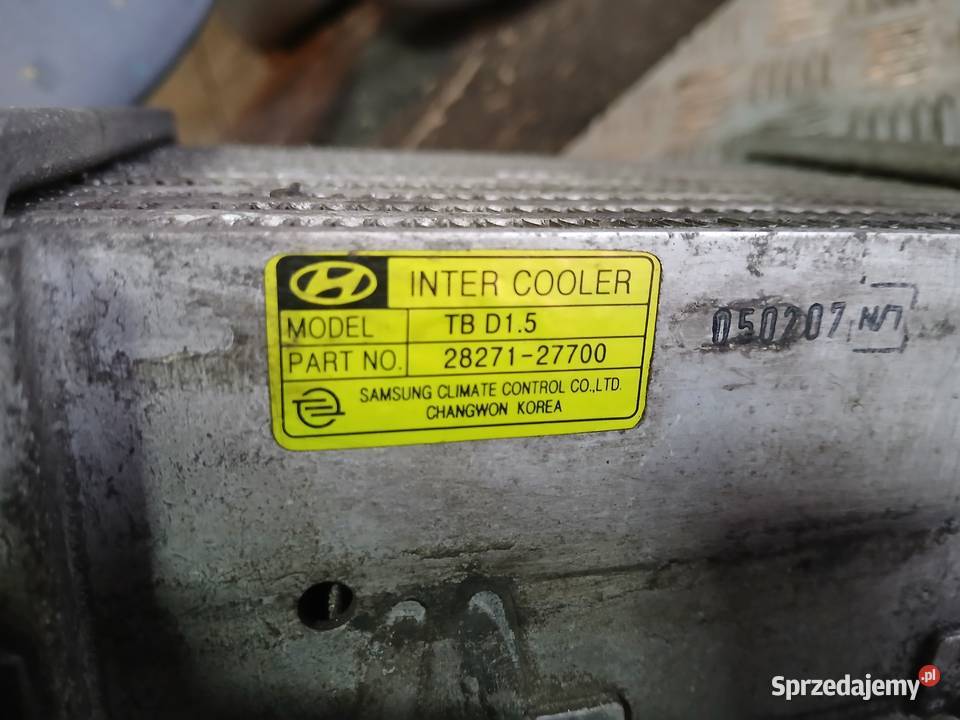 INTER COOLER
MODEL TB D1.5
PART NO. 28271-27700
SAMSUNG CLIMATE CONTROL CO.,LTD.
CHANGWON KOREA
050207
Sprzedajemy.pl